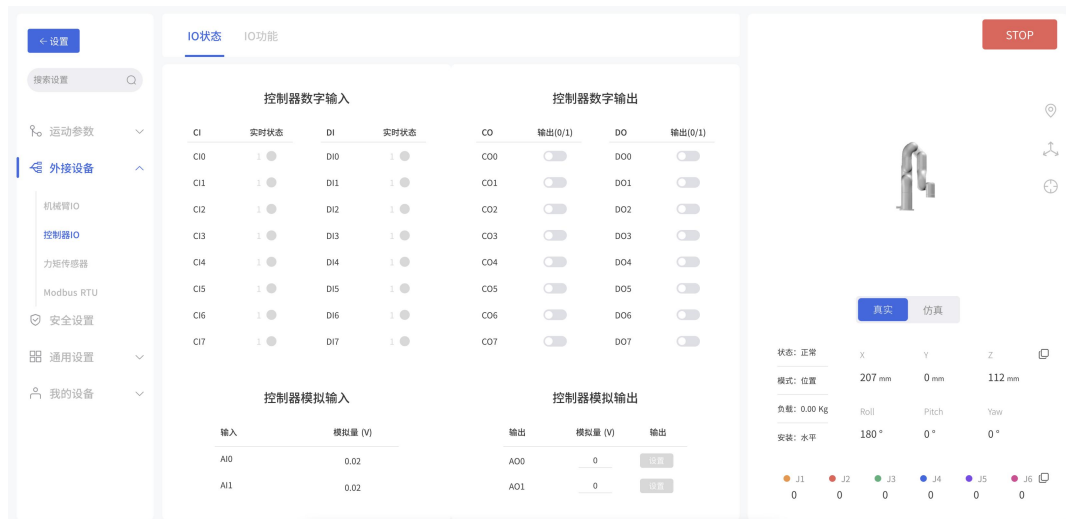 ←设置
搜索设置
运动参数
外接设备
机械臂IO
控制器IO
力矩传感器
Modbus RTU
安全设置
通用设置
我的设备
IO状态 IO功能
控制器数字输入
CI 实时状态 DI 实时状态
CI0 1 DI0 1
CI1 1 DI1 1
CI2 1 DI2 1
CI3 1 DI3 1
CI4 1 DI4 1
CI5 1 DI5 1
CI6 1 DI6 1
CI7 1 DI7 1
控制器数字输出
CO 输出(0/1) DO 输出(0/1)
CO0 DO0
CO1 DO1
CO2 DO2
CO3 DO3
CO4 DO4
CO5 DO5
CO6 DO6
CO7 DO7
控制器模拟输入
输入 模拟量 (V)
AI0 0.02
AI1 0.02
控制器模拟输出
输出 模拟量 (V) 输出
AO0 0 设置
AO1 0 设置
STOP
真实 仿真
状态：正常
模式：位置
负载：0.00 Kg
安装：水平
X Y Z
207 mm 0 mm 112 mm
Roll Pitch Yaw
180 ° 0 ° 0 °
J1 J2 J3 J4 J5 J6
0 0 0 0 0 0